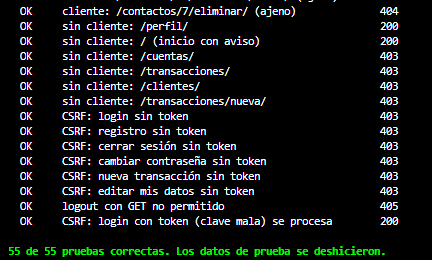 OK cliente: /contactos/7/eliminar/ (ajeno) 404
OK sin cliente: /perfil/ 200
OK sin cliente: / (inicio con aviso) 200
OK sin cliente: /cuentas/ 403
OK sin cliente: /transacciones/ 403
OK sin cliente: /clientes/ 403
OK sin cliente: /transacciones/nueva/ 403
OK CSRF: login sin token 403
OK CSRF: registro sin token 403
OK CSRF: cerrar sesión sin token 403
OK CSRF: cambiar contraseña sin token 403
OK CSRF: nueva transacción sin token 403
OK CSRF: editar mis datos sin token 403
OK logout con GET no permitido 405
OK CSRF: login con token (clave mala) se procesa 200
55 de 55 pruebas correctas. Los datos de prueba se deshicieron.